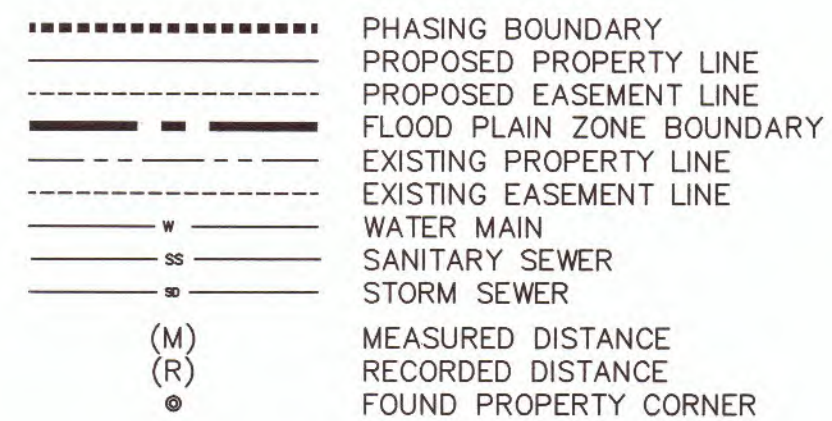 PHASING BOUNDARY
PROPOSED PROPERTY LINE
PROPOSED EASEMENT LINE
FLOOD PLAIN ZONE BOUNDARY
EXISTING PROPERTY LINE
EXISTING EASEMENT LINE
W WATER MAIN
SS SANITARY SEWER
SD STORM SEWER
(M) MEASURED DISTANCE
(R) RECORDED DISTANCE
FOUND PROPERTY CORNER